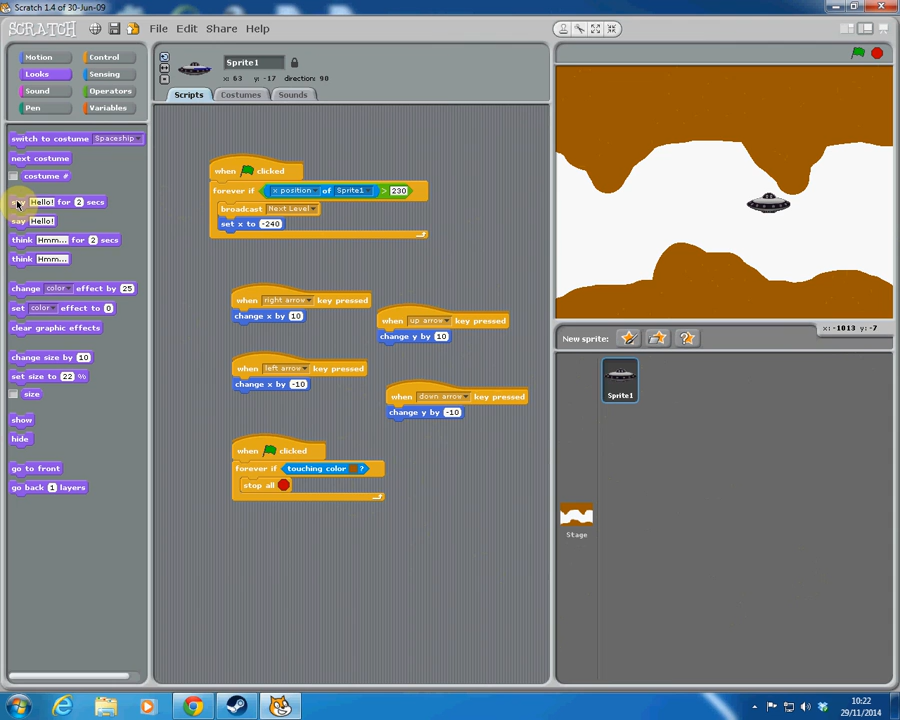 Scratch 1.4 of 30-Jun-09
SCRATCH
File Edit Share Help
Motion Control
Looks Sensing
Sound Operators
Pen Variables
switch to costume Spaceship
next costume
costume #
say Hello! for 2 secs
say Hello!
think Hmm... for 2 secs
think Hmm...
change color effect by 25
set color effect to 0
clear graphic effects
change size by 10
set size to 22 %
size
show
hide
go to front
go back 1 layers
Sprite1
x: 63 y: -17 direction: 90
Scripts Costumes Sounds
when clicked
forever if x position of Sprite1 > 230
broadcast Next Level
set x to -240
when right arrow key pressed
change x by 10
when up arrow key pressed
change y by 10
when left arrow key pressed
change x by -10
when down arrow key pressed
change y by -10
when clicked
forever if touching color ?
stop all
x: -1013 y: -7
New sprite:
Sprite1
Stage
10:22
29/11/2014